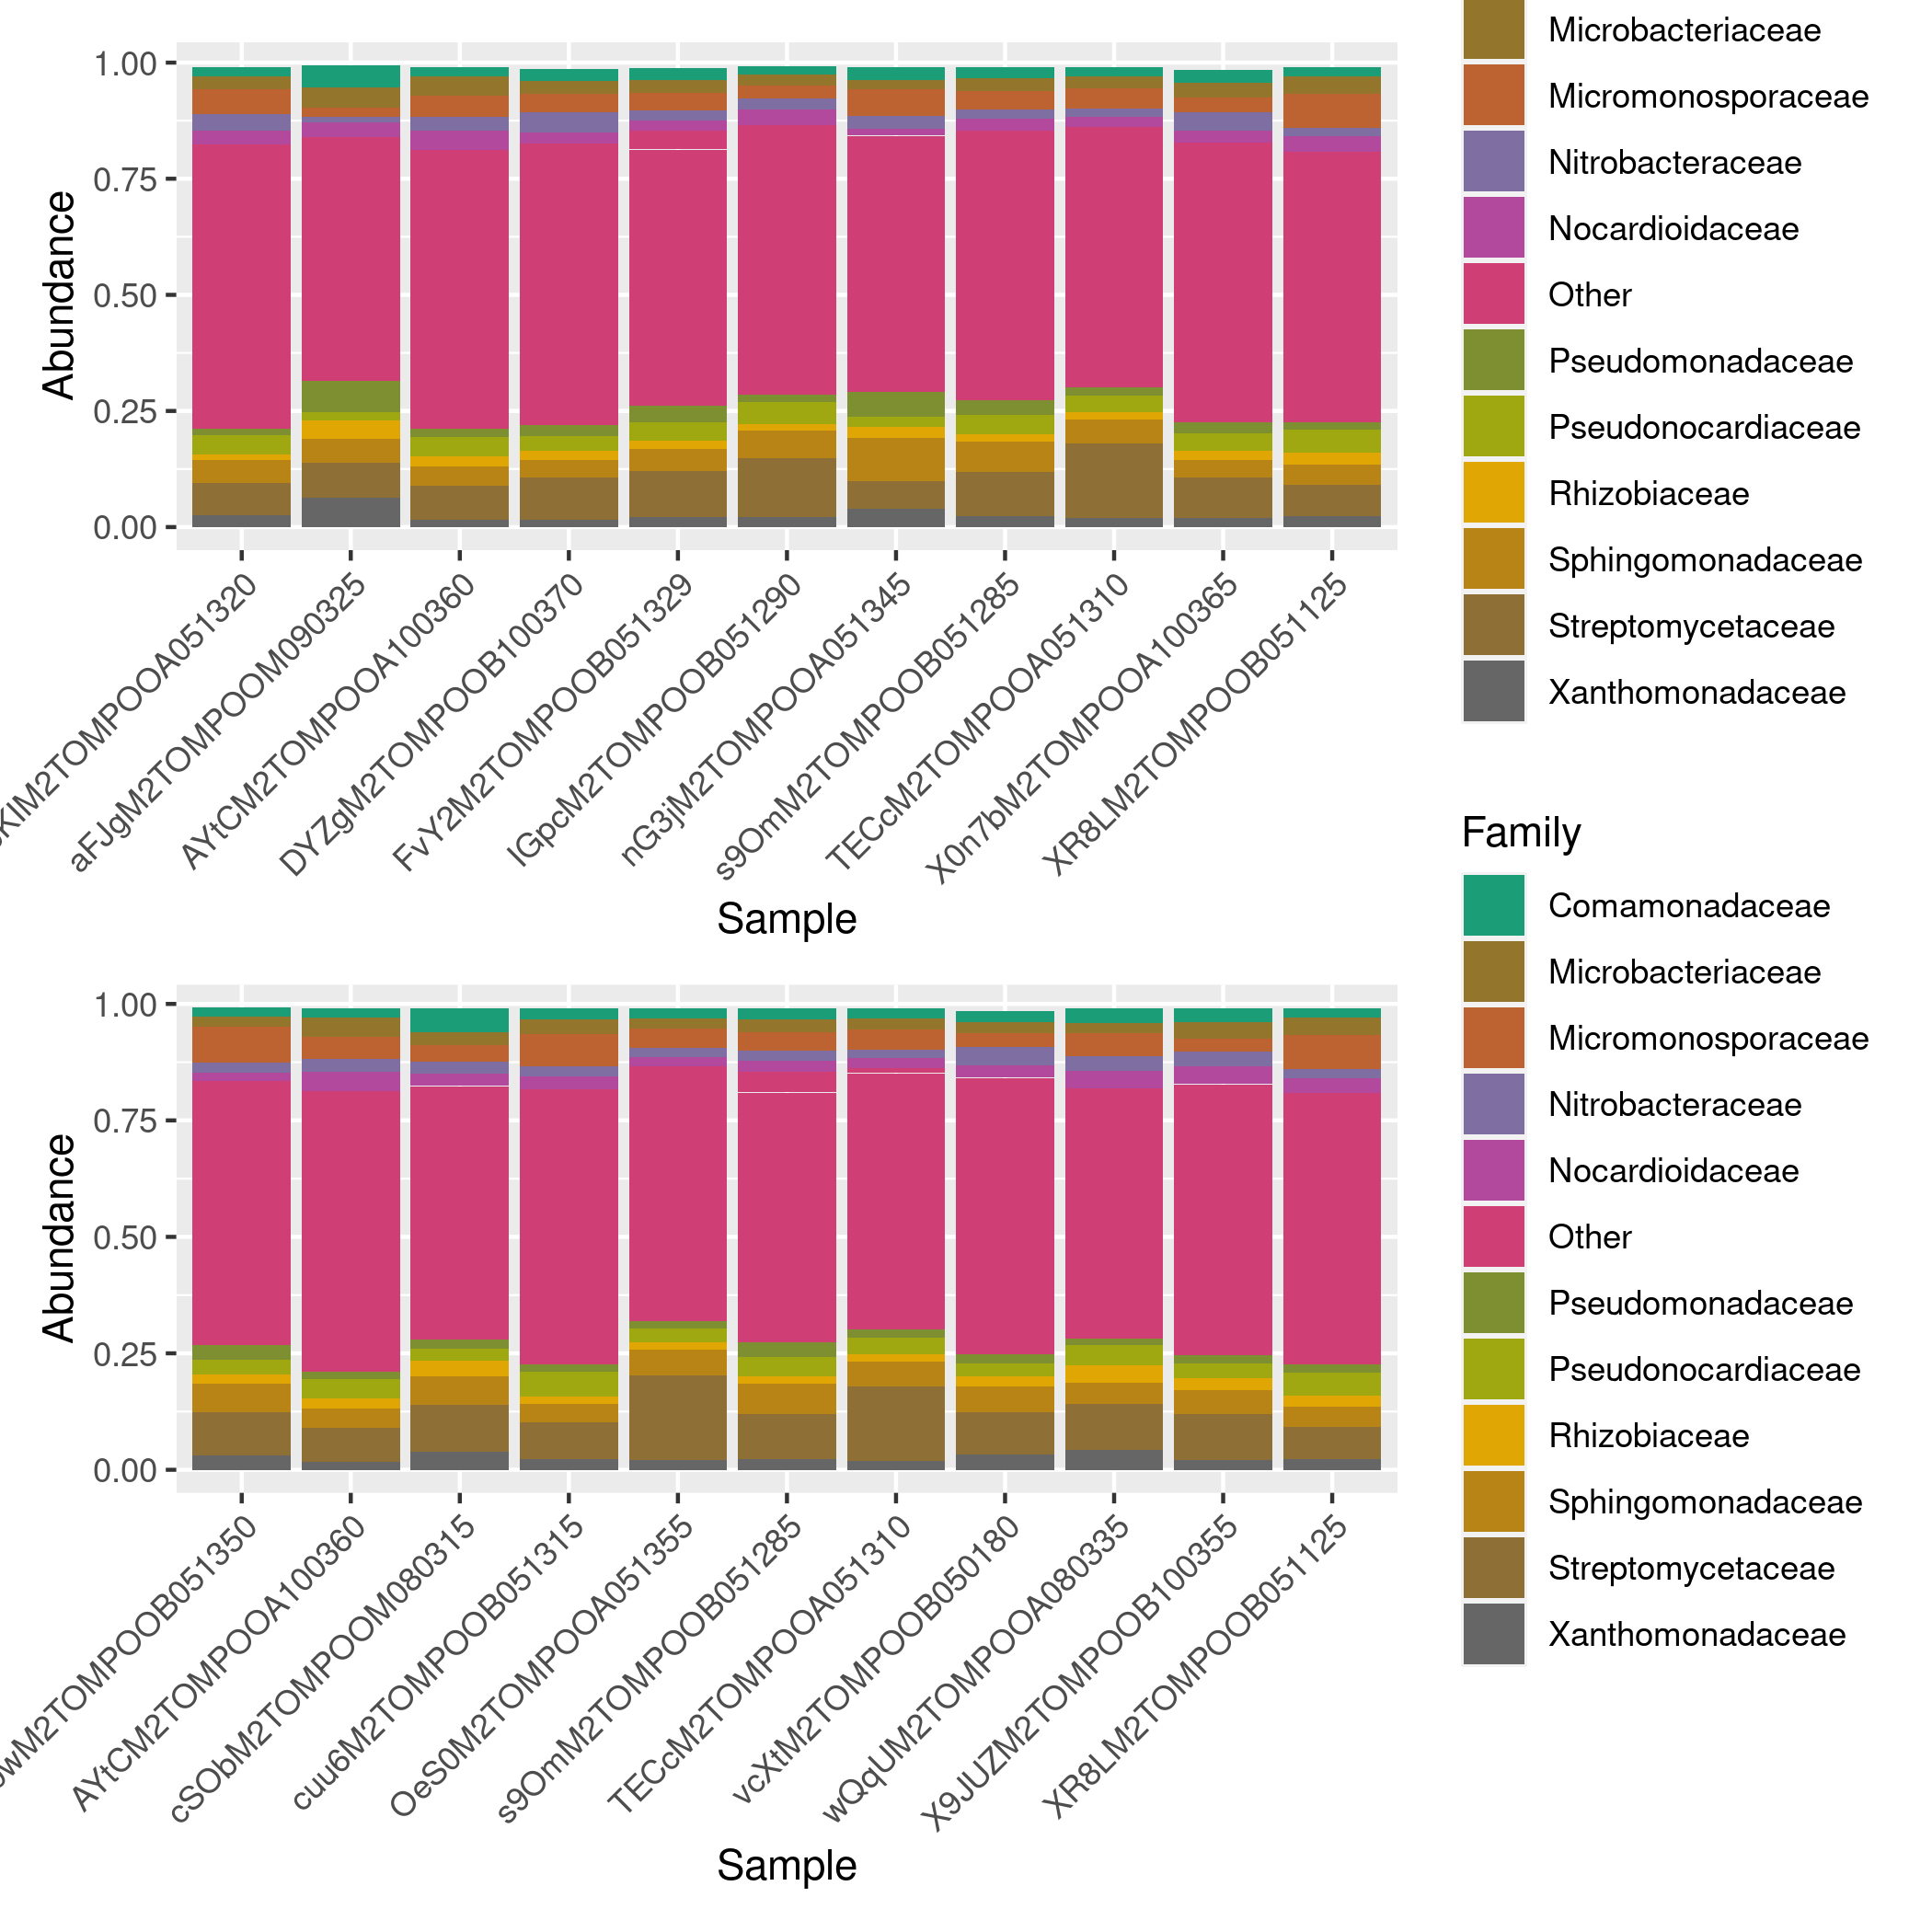 Microbacteriaceae
Micromonosporaceae
Nitrobacteraceae
Nocardioidaceae
Other
Pseudomonadaceae
Pseudonocardiaceae
Rhizobiaceae
Sphingomonadaceae
Streptomycetaceae
Xanthomonadaceae
Abundance
1.00
0.75
0.50
0.25
0.00
aFJgM2TOMPOOM090325
AYtCM2TOMPOOA100360
DYZgM2TOMPOOB100370
FvY2M2TOMPOOB051329
IGpcM2TOMPOOB051290
nG3jM2TOMPOOA051345
s9OmM2TOMPOOB051285
TECcM2TOMPOOA051310
X0n7bM2TOMPOOA100365
XR8LM2TOMPOOB051125
Sample
Family
Comamonadaceae
Microbacteriaceae
Micromonosporaceae
Nitrobacteraceae
Nocardioidaceae
Other
Pseudomonadaceae
Pseudonocardiaceae
Rhizobiaceae
Sphingomonadaceae
Streptomycetaceae
Xanthomonadaceae
Abundance
1.00
0.75
0.50
0.25
0.00
AYtCM2TOMPOOA100360
cSObM2TOMPOOM080315
cuu6M2TOMPOOB051315
OeS0M2TOMPOOA051355
s9OmM2TOMPOOB051285
TECcM2TOMPOOA051310
vcXtM2TOMPOOB050180
wQqUM2TOMPOOA080335
X9JUZM2TOMPOOB100355
XR8LM2TOMPOOB051125
Sample